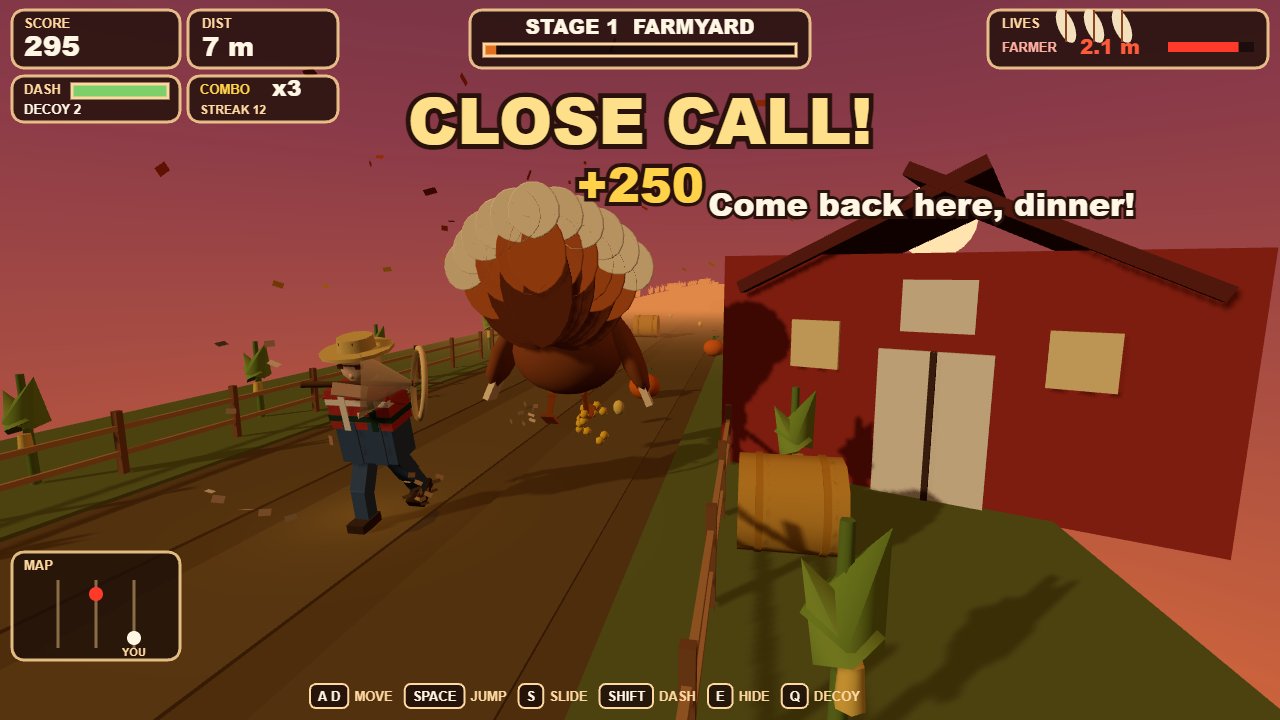 SCORE
295
DIST
7 m
STAGE 1 FARMYARD
LIVES
FARMER 2.1 m
DASH
DECOY 2
COMBO x3
STREAK 12
CLOSE CALL!
+250
Come back here, dinner!
MAP
YOU
A D MOVE SPACE JUMP S SLIDE SHIFT DASH E HIDE Q DECOY